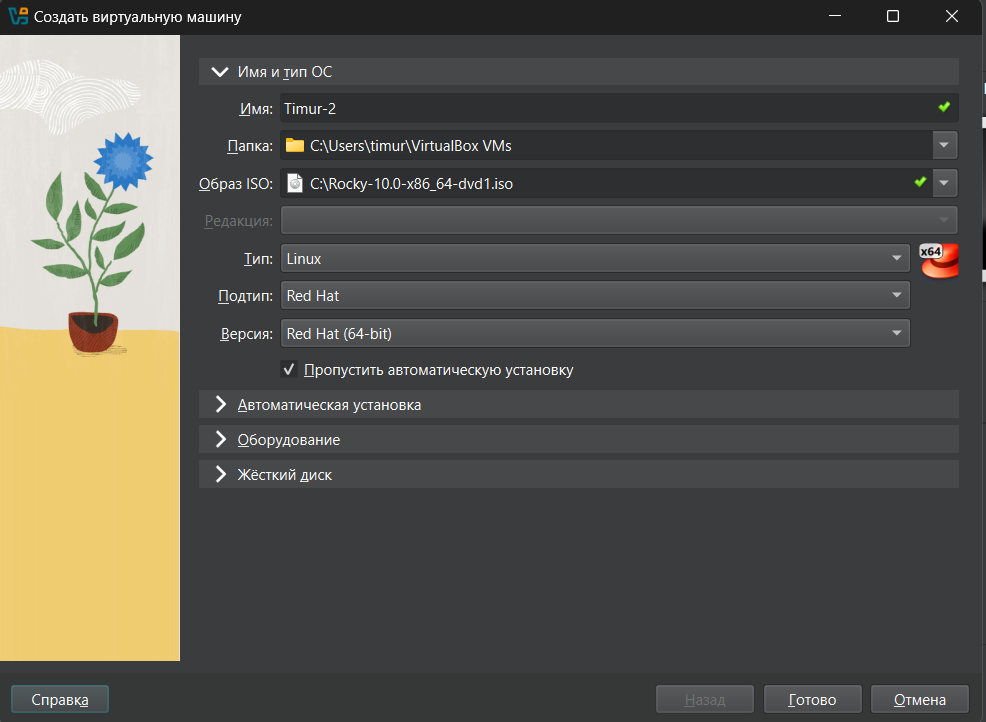 Создать виртуальную машину
Имя и тип ОС
Имя: Timur-2
Папка: C:\Users\timur\VirtualBox VMs
Образ ISO: C:\Rocky-10.0-x86_64-dvd1.iso
Редакция:
Тип: Linux
x64
Подтип: Red Hat
Версия: Red Hat (64-bit)
Пропустить автоматическую установку
Автоматическая установка
Оборудование
Жёсткий диск
Справка Назад Готово Отмена